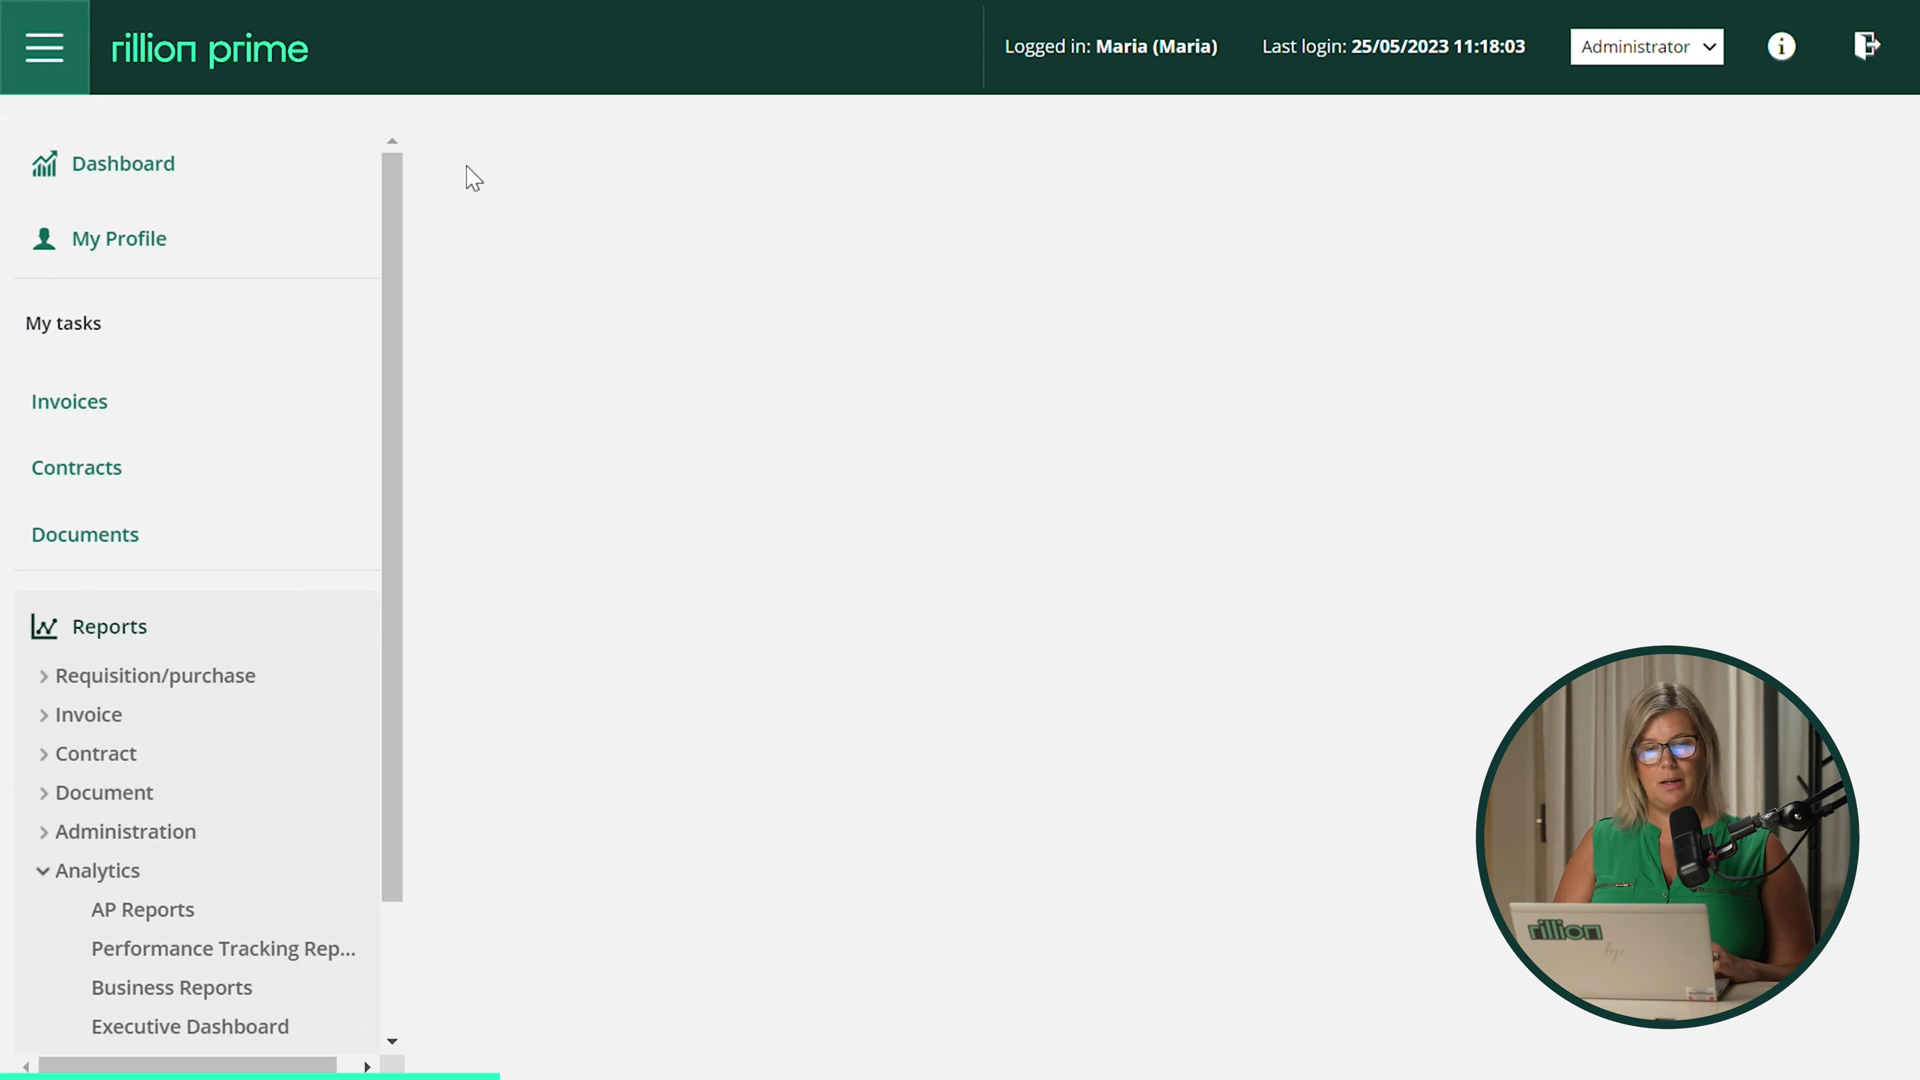 rillion prime
Logged in: Maria (Maria)
Last login: 25/05/2023 11:18:03
Administrator
Dashboard
My Profile
My tasks
Invoices
Contracts
Documents
Reports
Requisition/purchase
Invoice
Contract
Document
Administration
Analytics
AP Reports
Performance Tracking Rep...
Business Reports
Executive Dashboard
rillion
hp